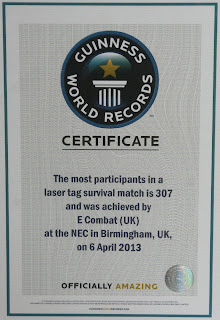 GUINNESS
WORLD RECORDS
CERTIFICATE
The most participants in a
laser tag survival match is 307
and was achieved by
E Combat (UK)
at the NEC in Birmingham, UK,
on 6 April 2013
OFFICIALLY AMAZING